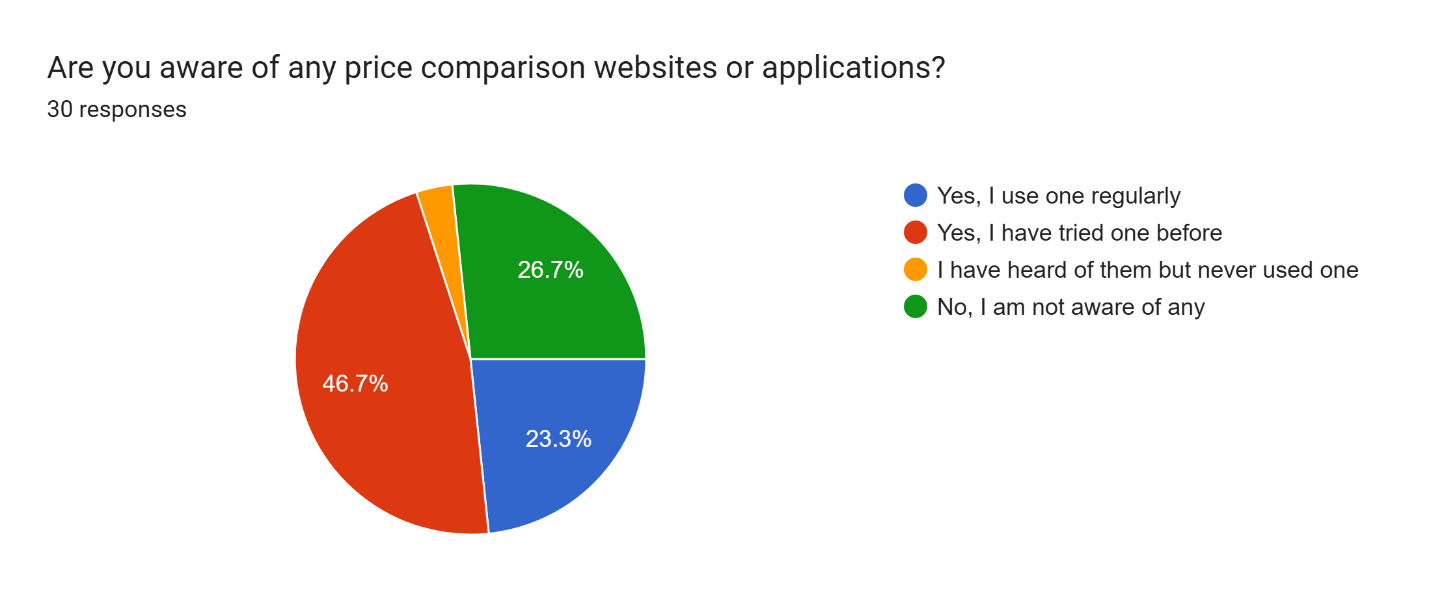 Are you aware of any price comparison websites or applications?
30 responses
26.7%
46.7%
23.3%
Yes, I use one regularly
Yes, I have tried one before
I have heard of them but never used one
No, I am not aware of any